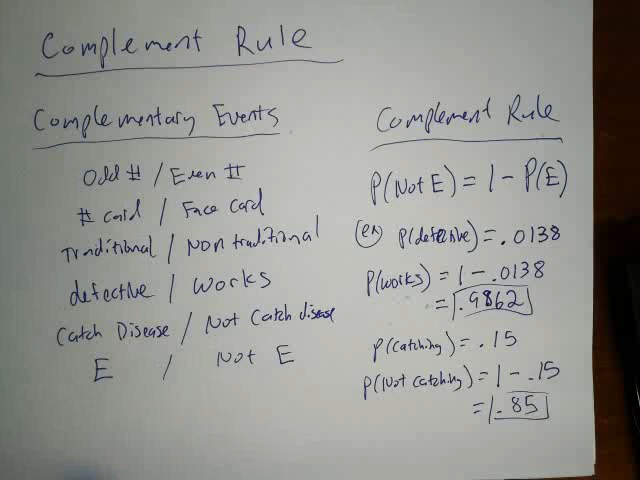 Complement Rule
Complementary Events
Odd # / Even #
# card / Face card
Traditional / Non traditional
defective / works
Catch Disease / Not Catch disease
E / Not E
Complement Rule
P(Not E) = 1 - P(E)
(ex) P(defective) = .0138
P(works) = 1 - .0138
= .9862
P(catching) = .15
P(Not catching) = 1 - .15
= .85